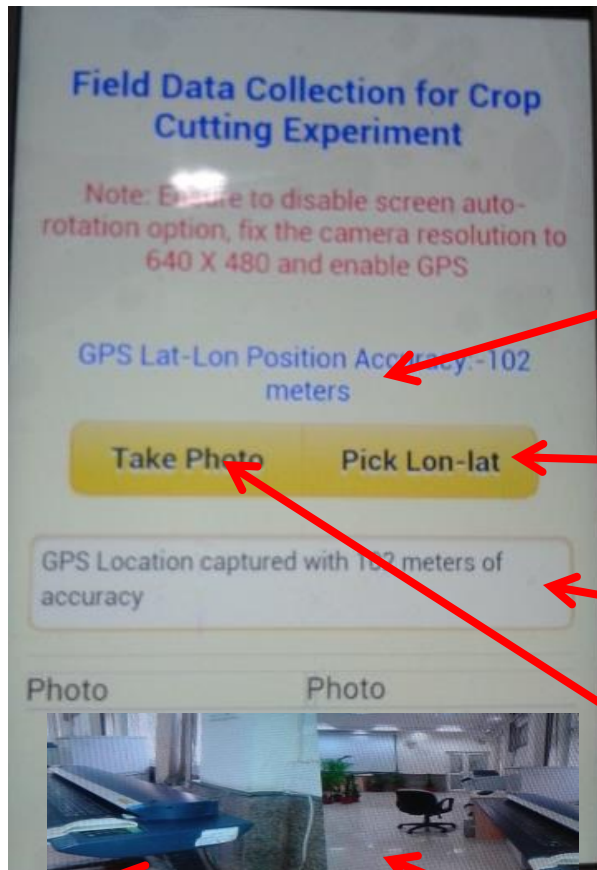 Field Data Collection for Crop
Cutting Experiment
Note: Ensure to disable screen auto-
rotation option, fix the camera resolution to
640 X 480 and enable GPS
GPS Lat-Lon Position Accuracy:-102
meters
Take Photo Pick Lon-lat
GPS Location captured with 102 meters of
accuracy
Photo Photo